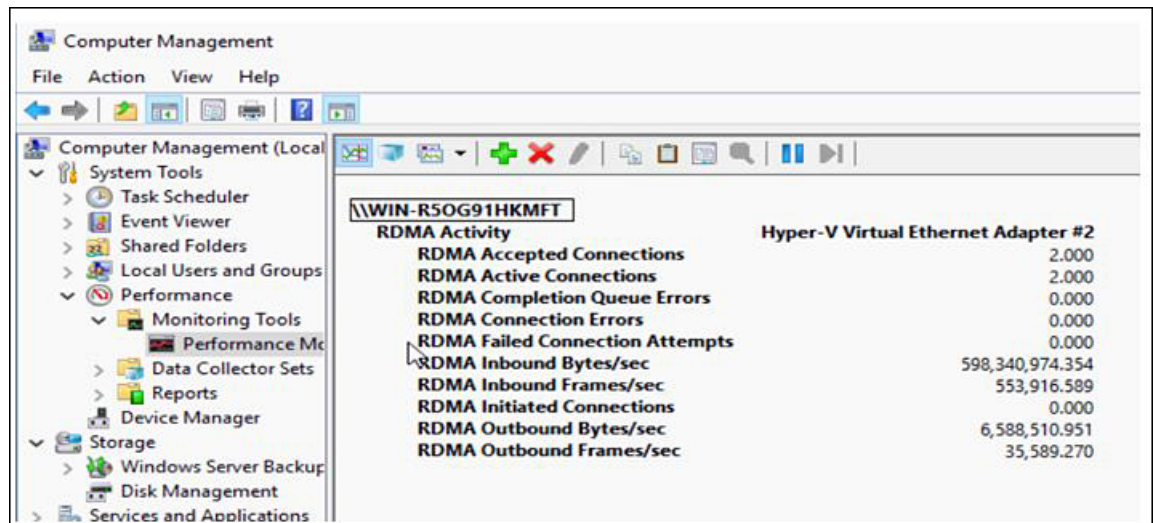 Computer Management
File Action View Help
Computer Management (Local
System Tools
Task Scheduler
Event Viewer
Shared Folders
Local Users and Groups
Performance
Monitoring Tools
Performance Mc
Data Collector Sets
Reports
Device Manager
Storage
Windows Server Backup
Disk Management
Services and Applications
\\WIN-R5OG91HKMFT
RDMA Activity Hyper-V Virtual Ethernet Adapter #2
RDMA Accepted Connections 2.000
RDMA Active Connections 2.000
RDMA Completion Queue Errors 0.000
RDMA Connection Errors 0.000
RDMA Failed Connection Attempts 0.000
RDMA Inbound Bytes/sec 598,340,974.354
RDMA Inbound Frames/sec 553,916.589
RDMA Initiated Connections 0.000
RDMA Outbound Bytes/sec 6,588,510.951
RDMA Outbound Frames/sec 35,589.270